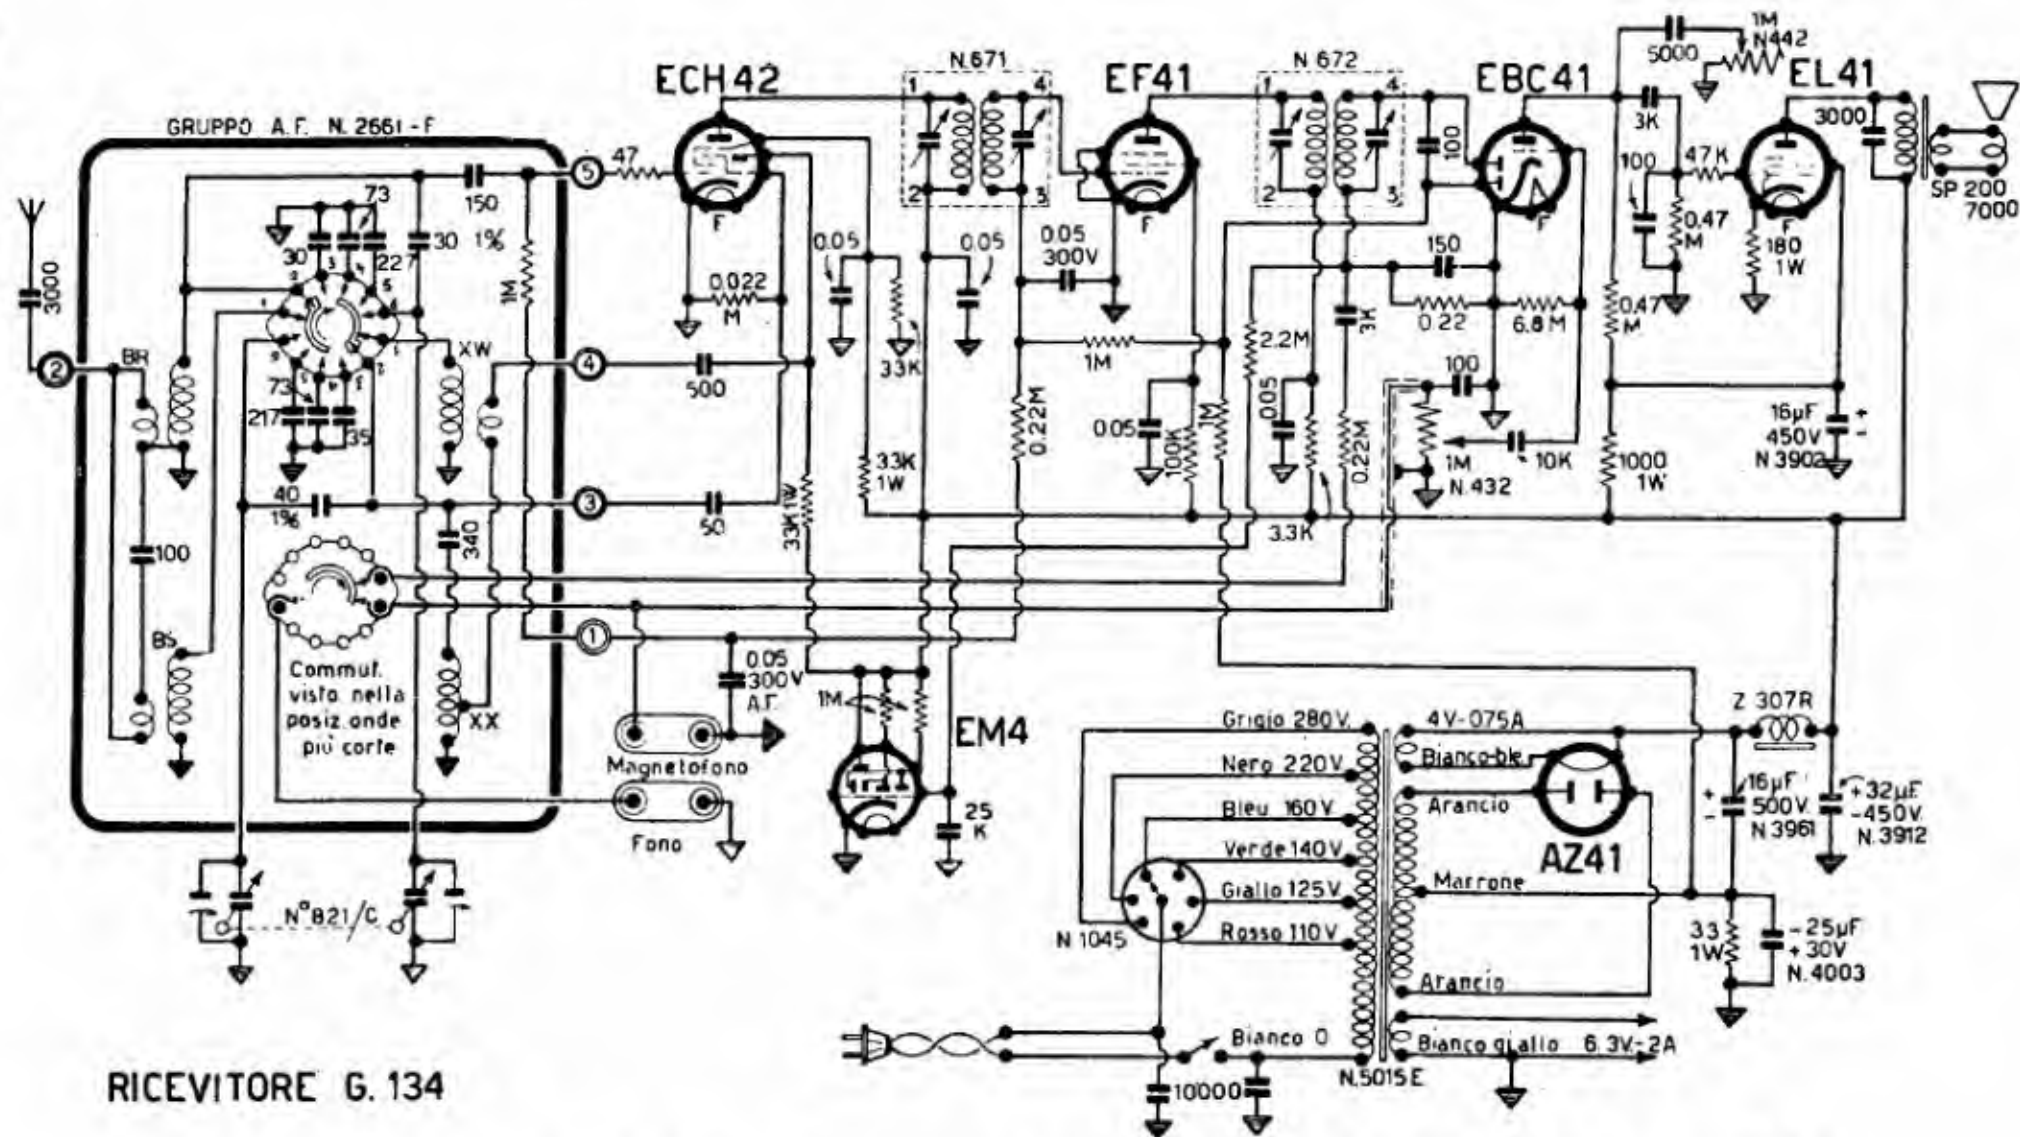 1M
N442
5000
N.671
N 672
ECH42
EF41
EBC41
EL41
3000
3K
GRUPPO A.F. N. 2661-F
5
47
100
100
47K
1
4
2
3
1
4
2
3
SP 200
7000
73
150
1%
30
30
227
F
F
F
F
0.47
M
180
1W
3000
1M
0.05
0.05
0.05
300V
150
0.022
M
0.22
6.8M
0.47
M
3K
2.2M
1M
33K
2
BR
XW
4
500
100
73
217
35
0.22M
0.05
100K
1M
0.05
0.22M
1M
N.432
10K
1000
1W
16µF
450V
N 3902
+
-
40
1%
3
50
33K
1W
3.3K1W
3.3K
100
340
1
BS
Commut.
visto nella
posiz.onde
più corte
XX
0.05
300V
A.F.
1M
EM4
Magnetofono
Fono
25
K
Grigio 280V.
Nero 220V
Bleu 160V
Verde 140V
Giallo 125V
Rosso 110V
4V-075A
Bianco-ble.
Arancio
Marrone
Arancio
Z 307R
+
-
16µF
500V.
N.3961
+32µF
-450V.
N.3912
AZ41
Nº821/C
N 1045
33
1W
-25µF
+30V
N.4003
Bianco 0
Bianco giallo 6.3V-2A
N.5015E
10000
RICEVITORE G.134